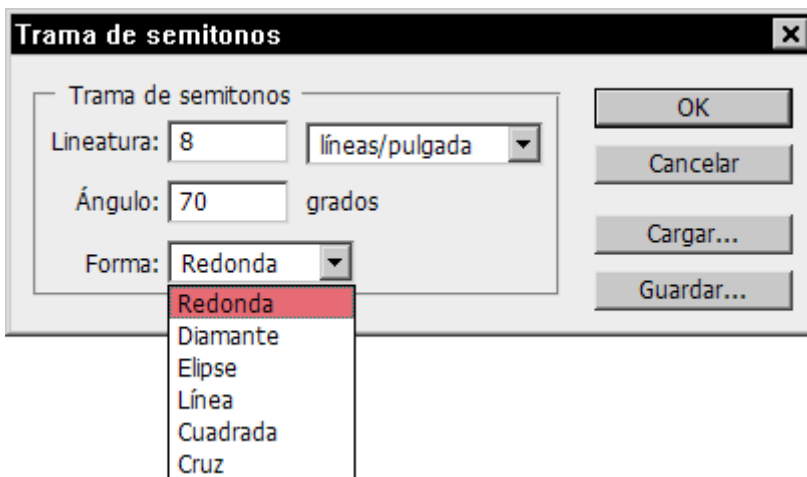 Trama de semitonos
Trama de semitonos
Lineatura: 8 líneas/pulgada
Ángulo: 70 grados
Forma: Redonda
Redonda
Diamante
Elipse
Línea
Cuadrada
Cruz
OK
Cancelar
Cargar...
Guardar...